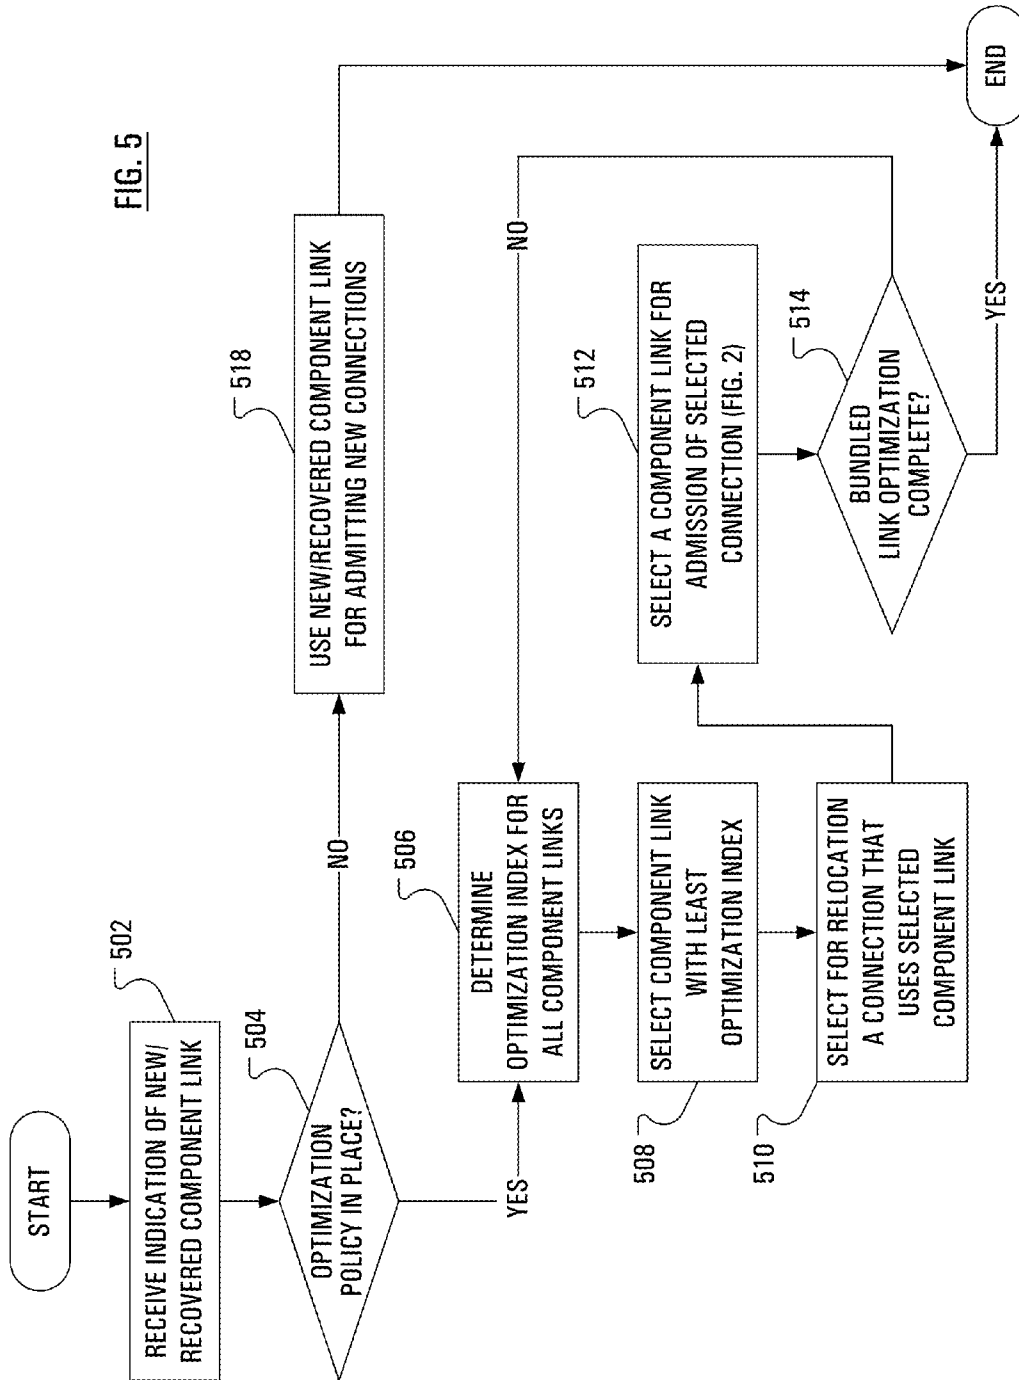 FIG. 5
START
502
RECEIVE INDICATION OF NEW/
RECOVERED COMPONENT LINK
504
OPTIMIZATION
POLICY IN PLACE?
NO
518
USE NEW/RECOVERED COMPONENT LINK
FOR ADMITTING NEW CONNECTIONS
YES
506
DETERMINE
OPTIMIZATION INDEX FOR
ALL COMPONENT LINKS
508
SELECT COMPONENT LINK
WITH LEAST
OPTIMIZATION INDEX
510
SELECT FOR RELOCATION
A CONNECTION THAT
USES SELECTED
COMPONENT LINK
512
SELECT A COMPONENT LINK FOR
ADMISSION OF SELECTED
CONNECTION (FIG. 2)
514
BUNDLED
LINK OPTIMIZATION
COMPLETE?
NO
YES
END